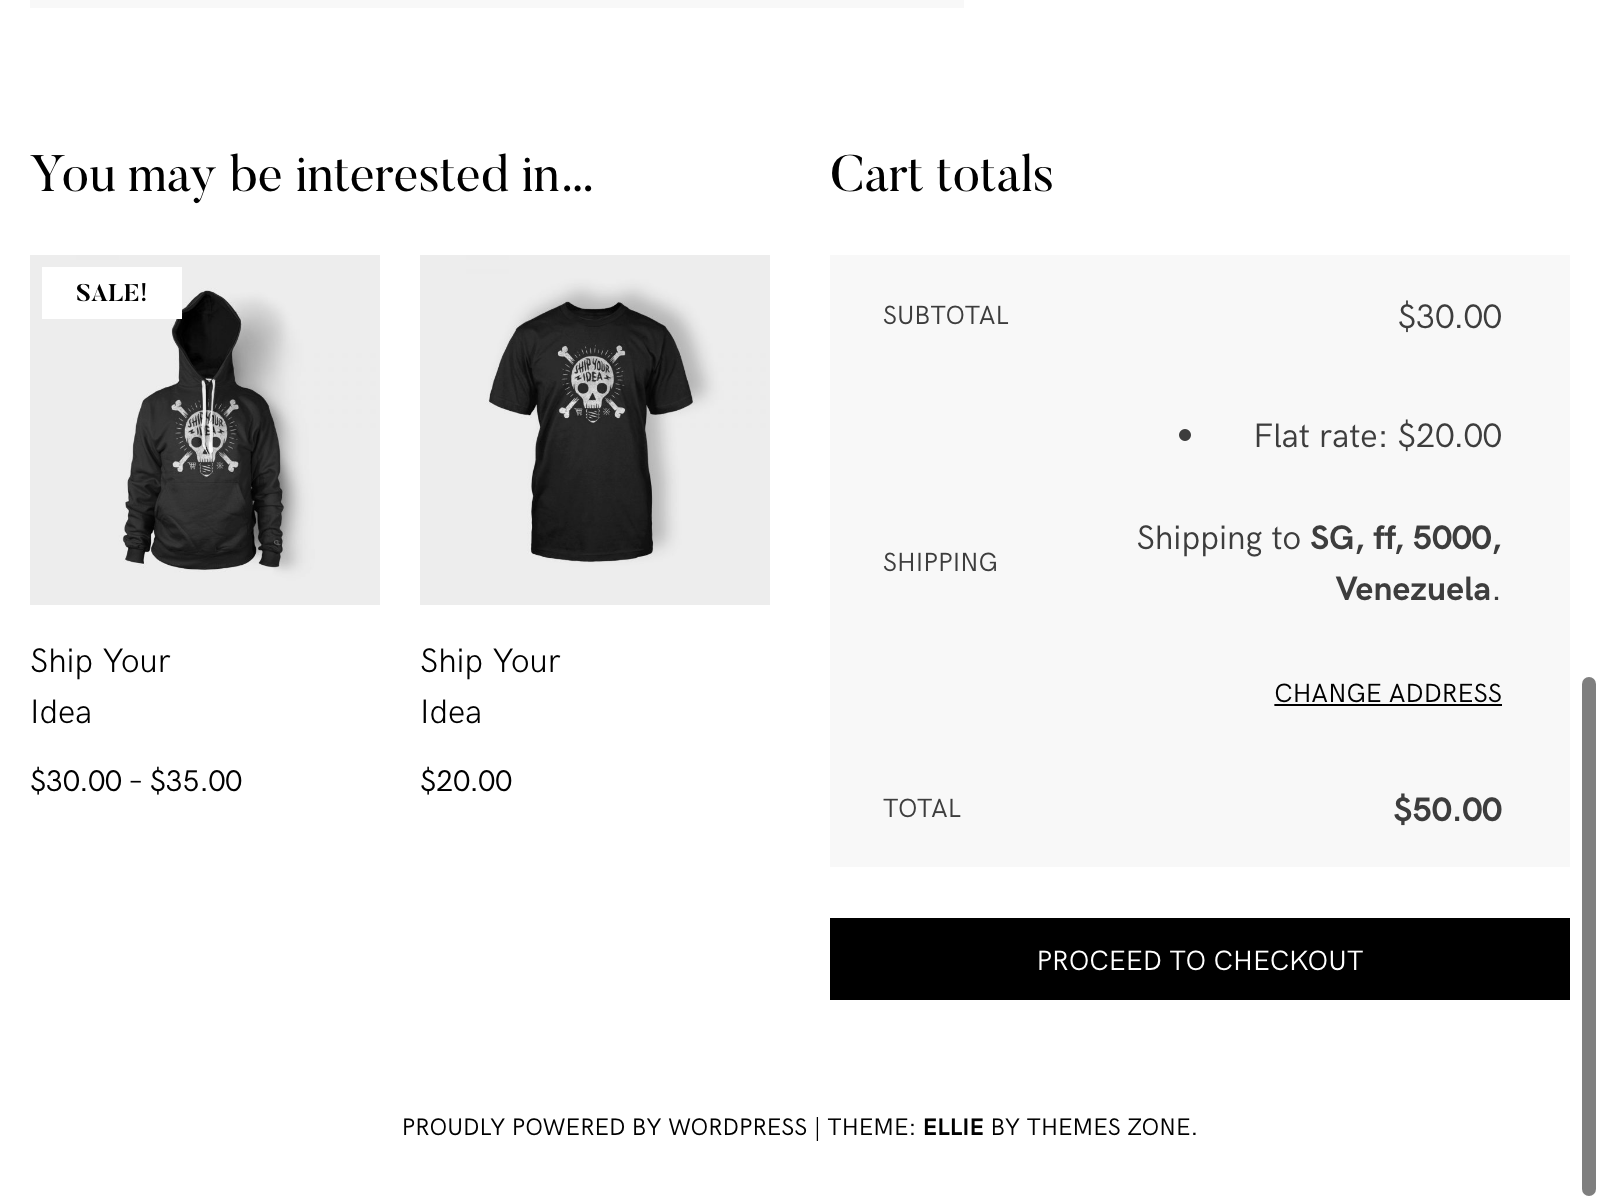 You may be interested in…
SALE!
SHIP YOUR
IDEA
Ship Your
Idea
$30.00 – $35.00
SHIP YOUR
IDEA
Ship Your
Idea
$20.00
Cart totals
SUBTOTAL $30.00
SHIPPING
• Flat rate: $20.00
Shipping to SG, ff, 5000,
Venezuela.
CHANGE ADDRESS
TOTAL $50.00
PROCEED TO CHECKOUT
PROUDLY POWERED BY WORDPRESS | THEME: ELLIE BY THEMES ZONE.